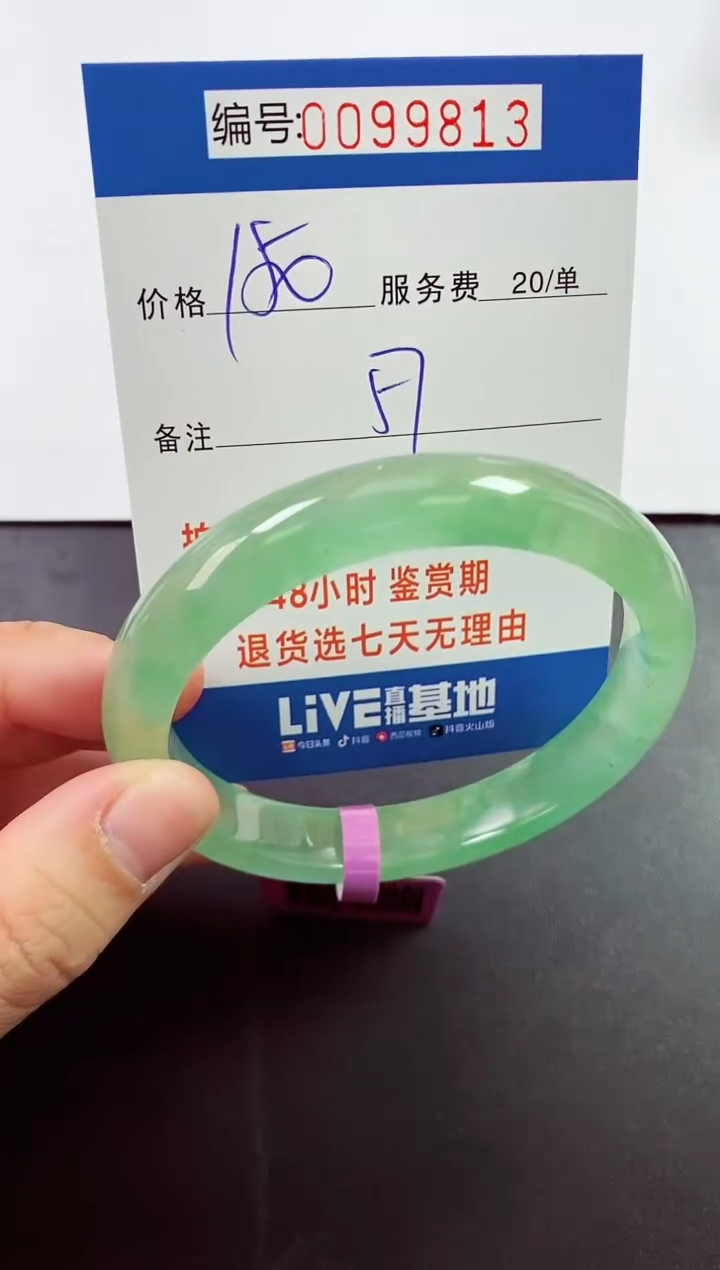 编号:0099813
价格 150 服务费 20/单
备注
48小时 鉴赏期
退货选七天无理由
LiVE直播基地
今日头条 抖音 西瓜视频 抖音火山版